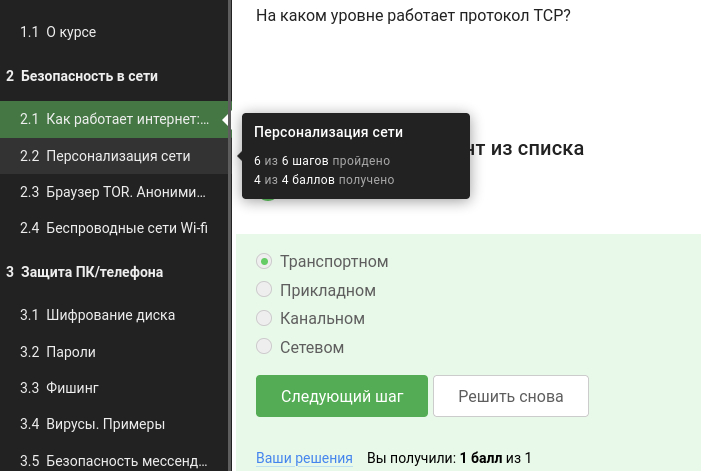 1.1 О курсе
2 Безопасность в сети
2.1 Как работает интернет:...
2.2 Персонализация сети
2.3 Браузер TOR. Аноними...
2.4 Беспроводные сети Wi-fi
3 Защита ПК/телефона
3.1 Шифрование диска
3.2 Пароли
3.3 Фишинг
3.4 Вирусы. Примеры
3.5 Безопасность мессенд...
На каком уровне работает протокол TCP?
Персонализация сети
6 из 6 шагов пройдено
4 из 4 баллов получено
нт из списка
Транспортном
Прикладном
Канальном
Сетевом
Следующий шаг
Решить снова
Ваши решения Вы получили: 1 балл из 1